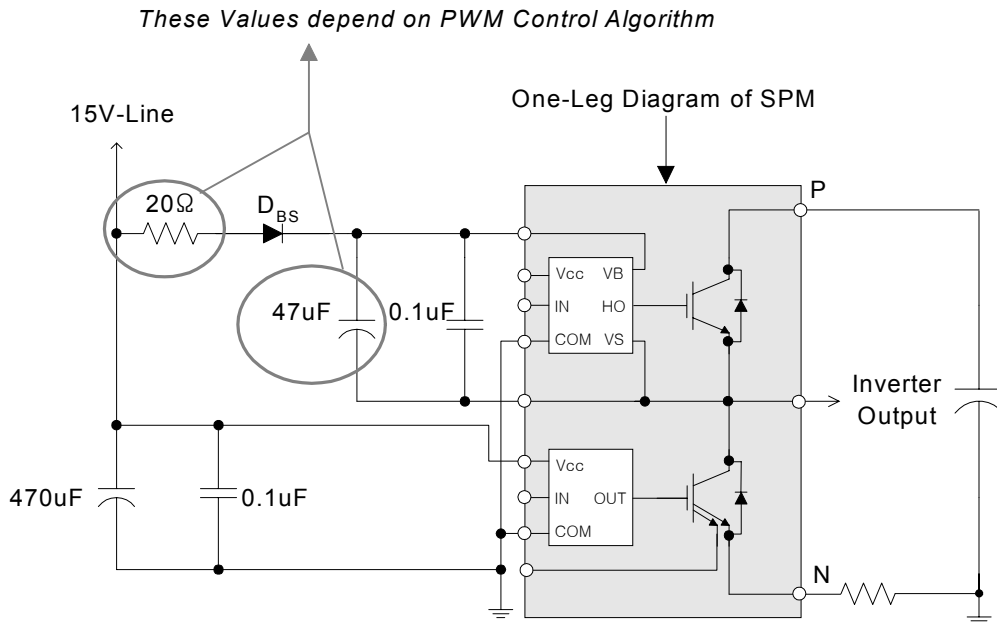 These Values depend on PWM Control Algorithm
One-Leg Diagram of SPM
15V-Line
P
20Ω
DBS
Vcc
VB
IN
HO
COM
VS
47uF
0.1uF
Inverter
Output
Vcc
IN
OUT
COM
470uF
0.1uF
N